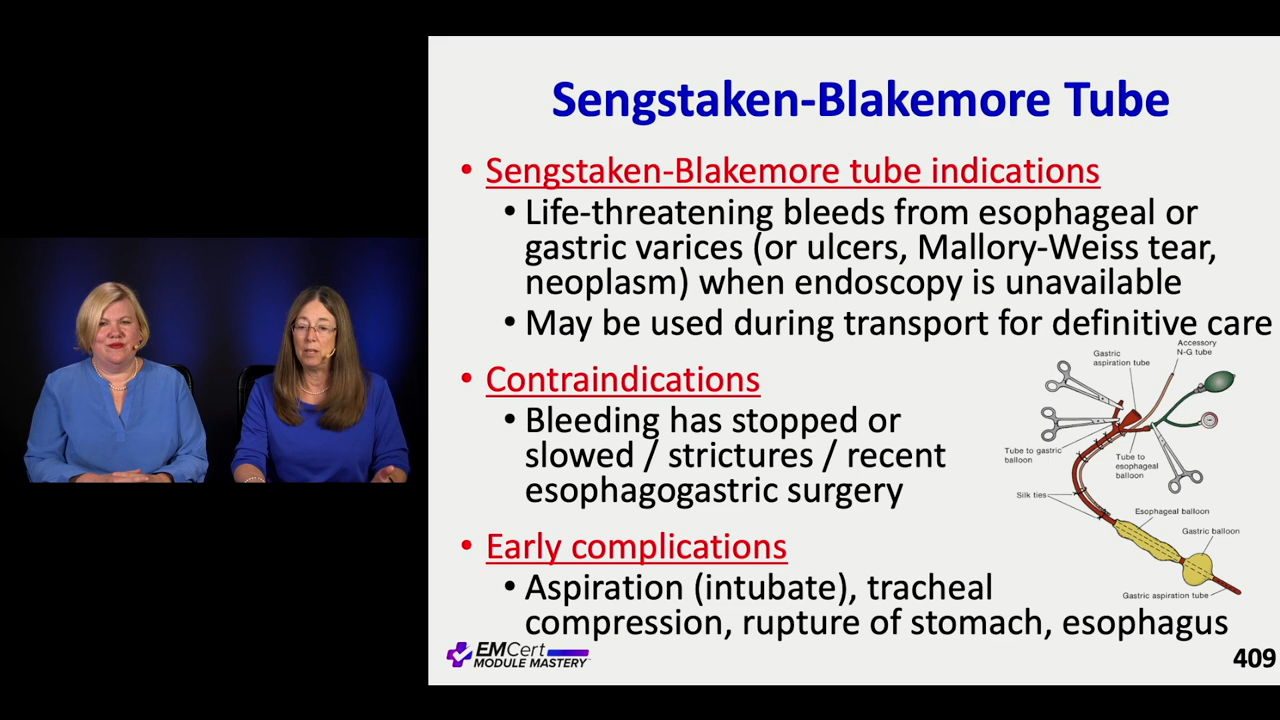 Sengstaken-Blakemore Tube
• Sengstaken-Blakemore tube indications
• Life-threatening bleeds from esophageal or
gastric varices (or ulcers, Mallory-Weiss tear,
neoplasm) when endoscopy is unavailable
• May be used during transport for definitive care
• Contraindications
• Bleeding has stopped or
slowed / strictures / recent
esophagogastric surgery
• Early complications
• Aspiration (intubate), tracheal
compression, rupture of stomach, esophagus
Accessory
N-G tube
Gastric
aspiration tube
Tube to gastric
balloon
Tube to
esophageal
balloon
Silk ties
Esophageal balloon
Gastric balloon
Gastric aspiration tube
EMCert
MODULE MASTERY
409